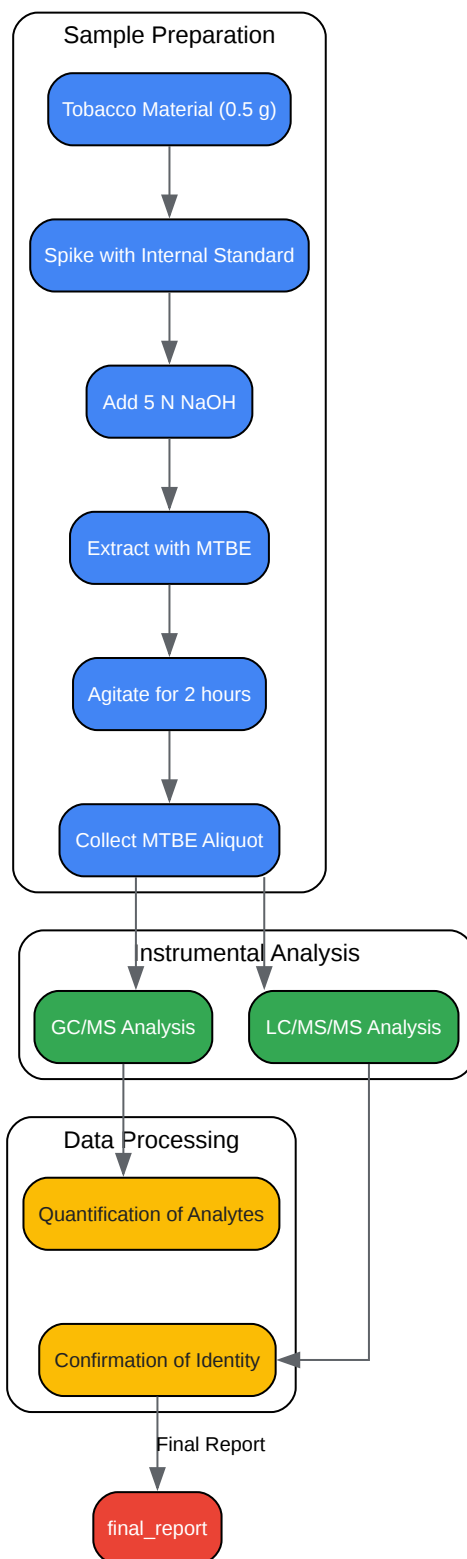 Sample Preparation
Tobacco Material (0.5 g)
Spike with Internal Standard
Add 5 N NaOH
Extract with MTBE
Agitate for 2 hours
Collect MTBE Aliquot
Instrumental Analysis
GC/MS Analysis
LC/MS/MS Analysis
Data Processing
Quantification of Analytes
Confirmation of Identity
Final Report
final_report